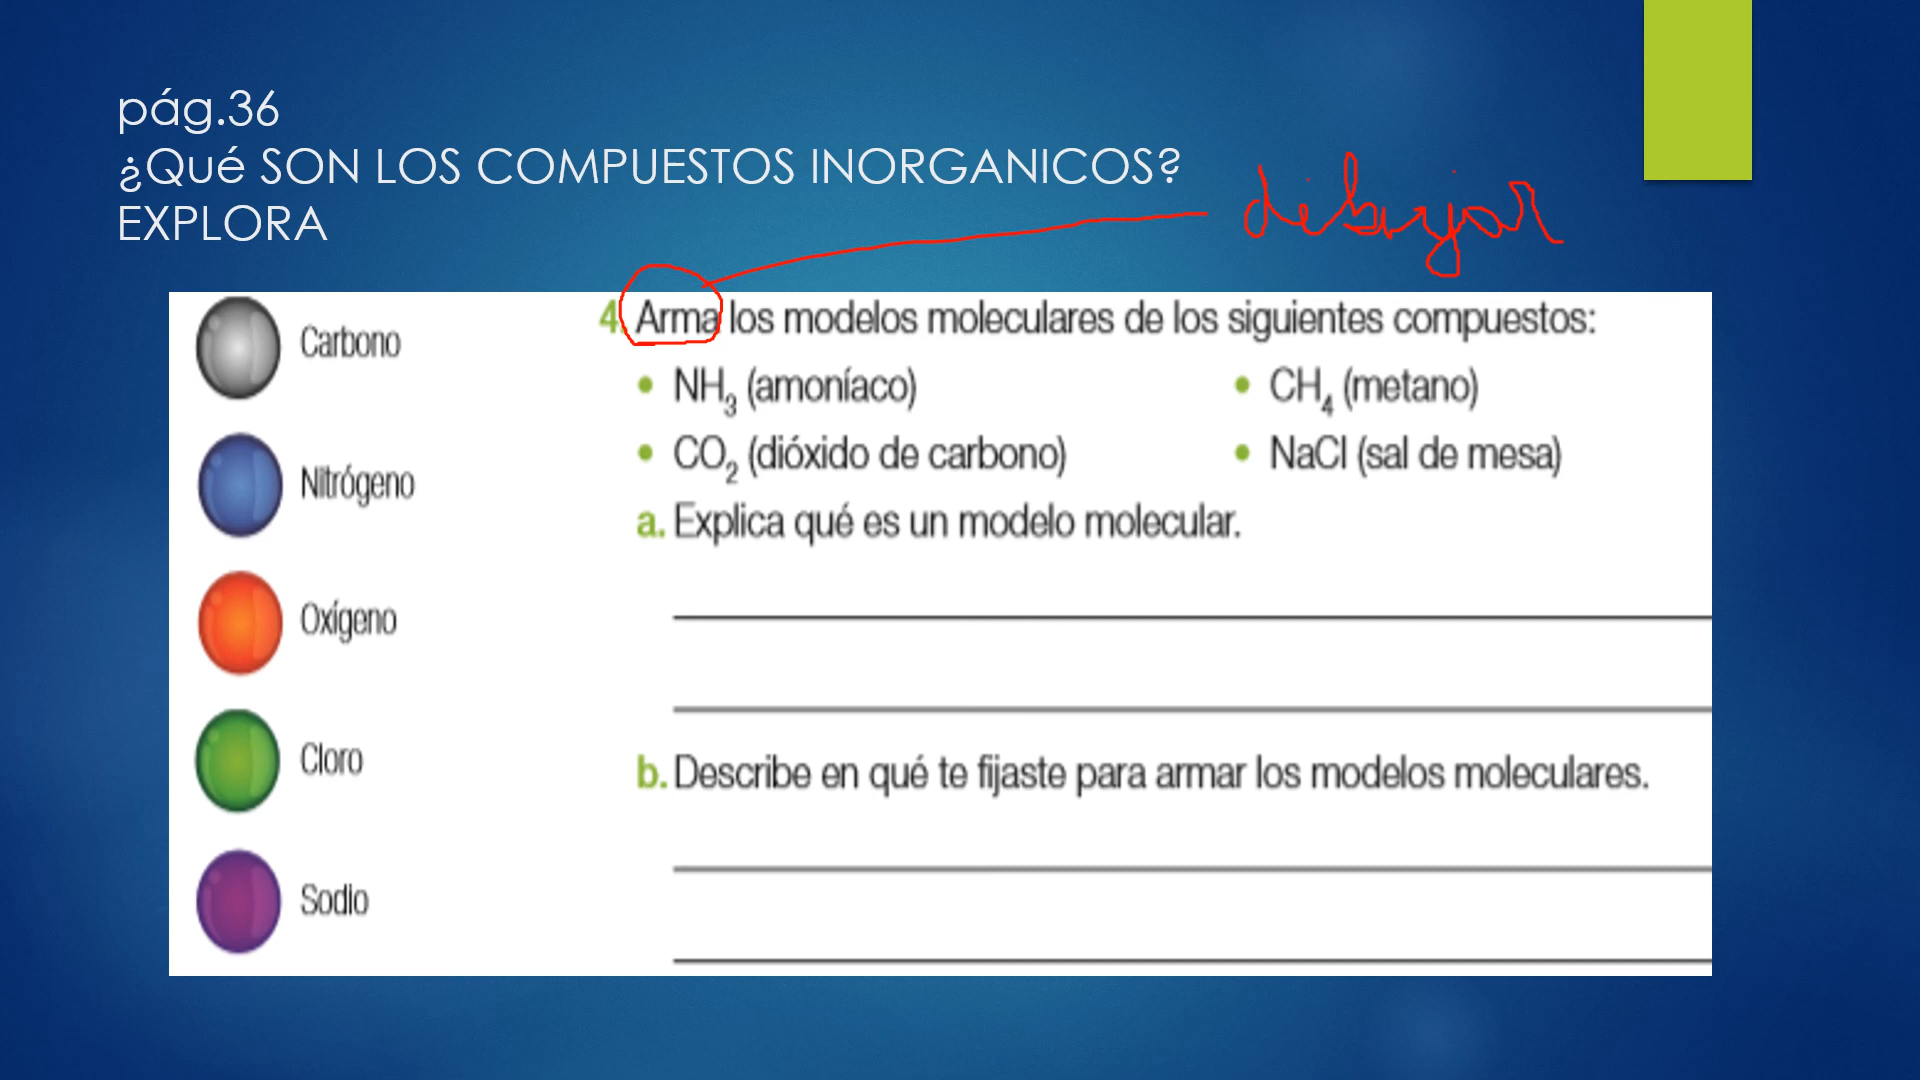 pág.36
¿Qué SON LOS COMPUESTOS INORGANICOS?
EXPLORA
dibujar
Carbono
Nitrógeno
Oxígeno
Cloro
Sodio
4. Arma los modelos moleculares de los siguientes compuestos:
• NH₃ (amoníaco)
• CH₄ (metano)
• CO₂ (dióxido de carbono)
• NaCl (sal de mesa)
a. Explica qué es un modelo molecular.
b. Describe en qué te fijaste para armar los modelos moleculares.